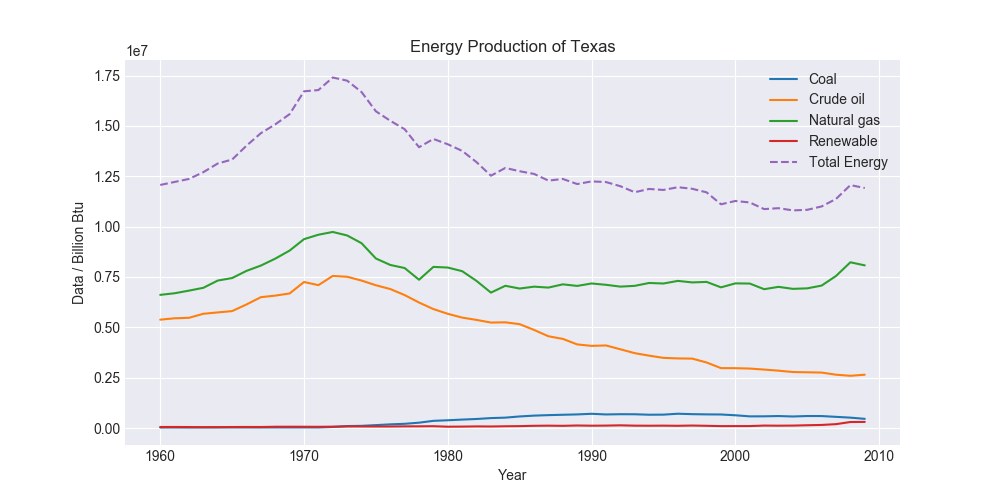 Energy Production of Texas
1e7
1.75
1.50
1.25
1.00
0.75
0.50
0.25
0.00
Data / Billion Btu
Coal
Crude oil
Natural gas
Renewable
Total Energy
1960 1970 1980 1990 2000 2010
Year